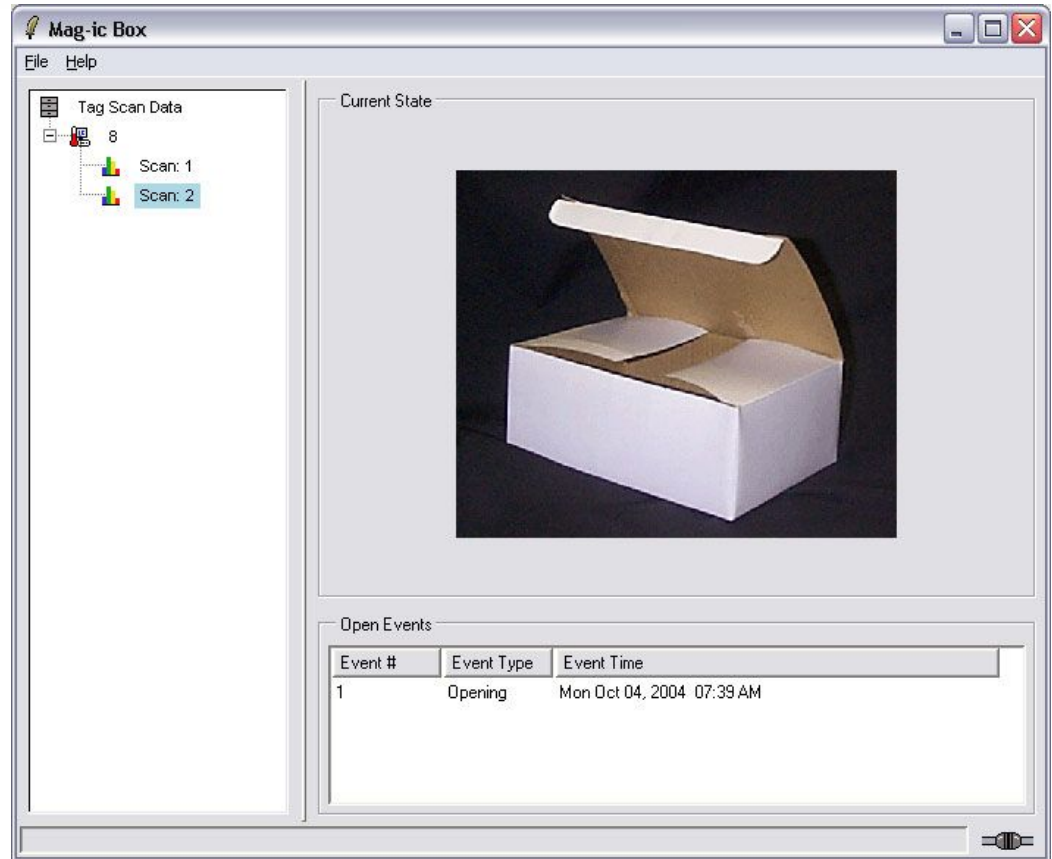 Mag-ic Box
File Help
Tag Scan Data
8
Scan: 1
Scan: 2
Current State
Open Events
Event # Event Type Event Time
1 Opening Mon Oct 04, 2004 07:39 AM